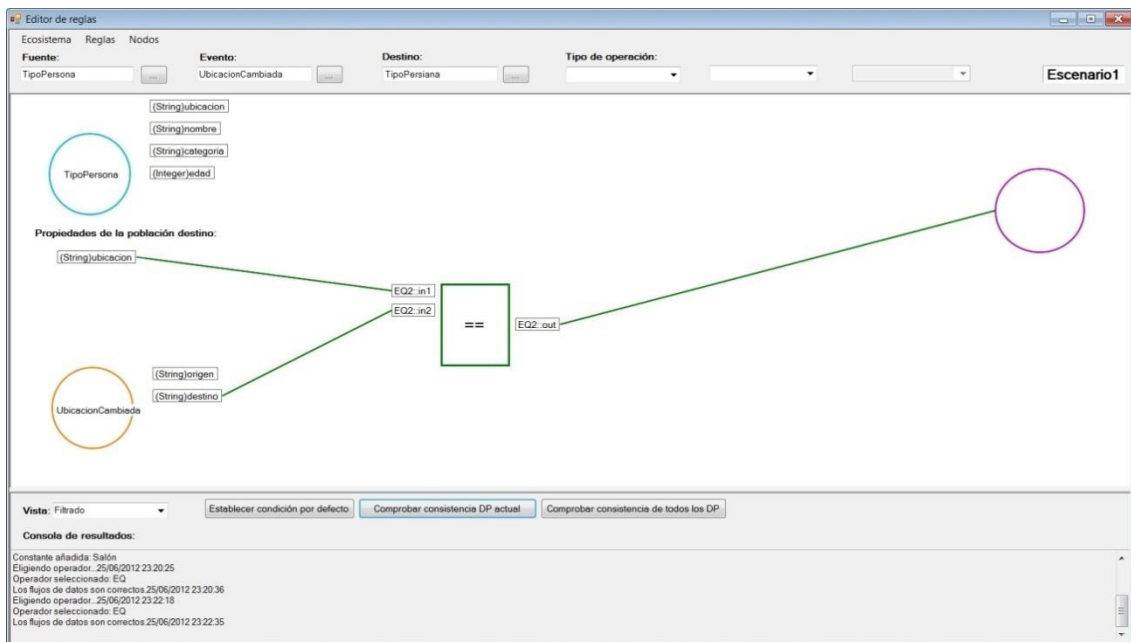 Editor de reglas
Ecosistema Reglas Nodos
Fuente: Evento: Destino: Tipo de operación:
TipoPersona ... UbicacionCambiada ... TipoPersiana ... Escenario1
(String)ubicacion
(String)nombre
(String)categoria
(Integer)edad
TipoPersona
Propiedades de la población destino:
(String)ubicacion
EQ2::in1
EQ2::in2
==
EQ2::out
(String)origen
(String)destino
UbicacionCambiada
Vista: Filtrado Establecer condición por defecto Comprobar consistencia DP actual Comprobar consistencia de todos los DP
Consola de resultados:
Constante añadida: Salón
Eligiendo operador...25/06/2012 23:20:25
Operador seleccionado: EQ
Los flujos de datos son correctos.25/06/2012 23:20:36
Eligiendo operador...25/06/2012 23:22:18
Operador seleccionado: EQ
Los flujos de datos son correctos.25/06/2012 23:22:35